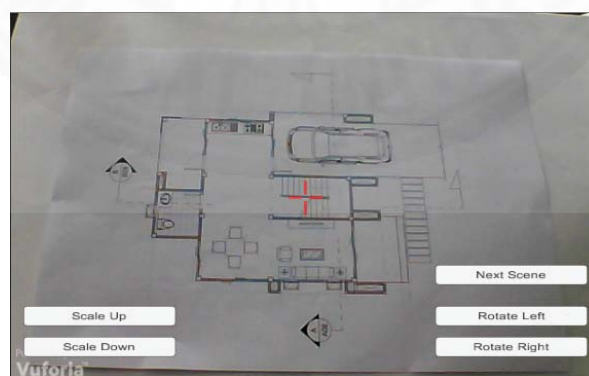 Next Scene
Scale Up
Rotate Left
Scale Down
Rotate Right
Vuforia